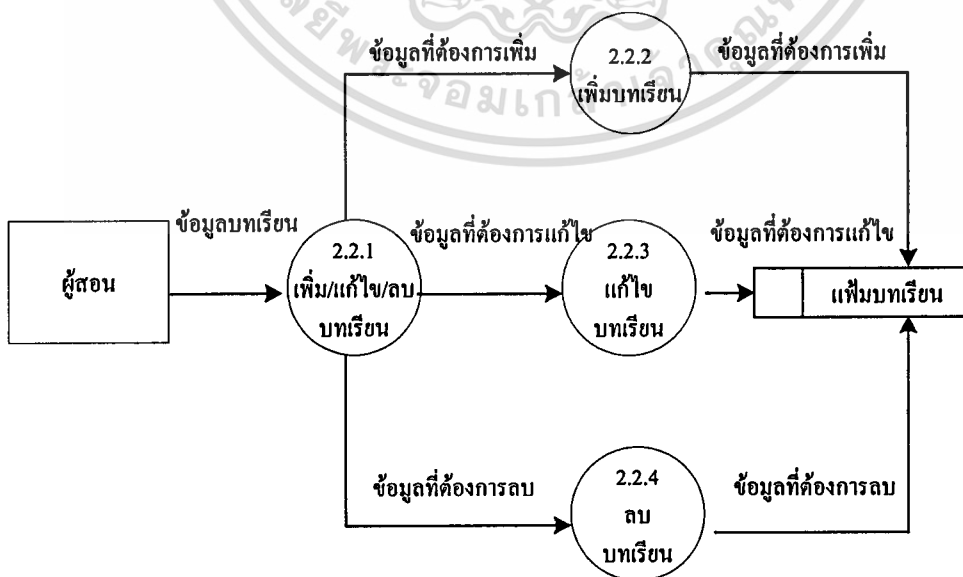 ข้อมูลที่ต้องการเพิ่ม
2.2.2
เพิ่มบทเรียน
ข้อมูลที่ต้องการเพิ่ม
ผู้สอน
ข้อมูลบทเรียน
2.2.1
เพิ่ม/แก้ไข/ลบ
บทเรียน
ข้อมูลที่ต้องการแก้ไข
2.2.3
แก้ไข
บทเรียน
ข้อมูลที่ต้องการแก้ไข
แฟ้มบทเรียน
ข้อมูลที่ต้องการลบ
2.2.4
ลบ
บทเรียน
ข้อมูลที่ต้องการลบ